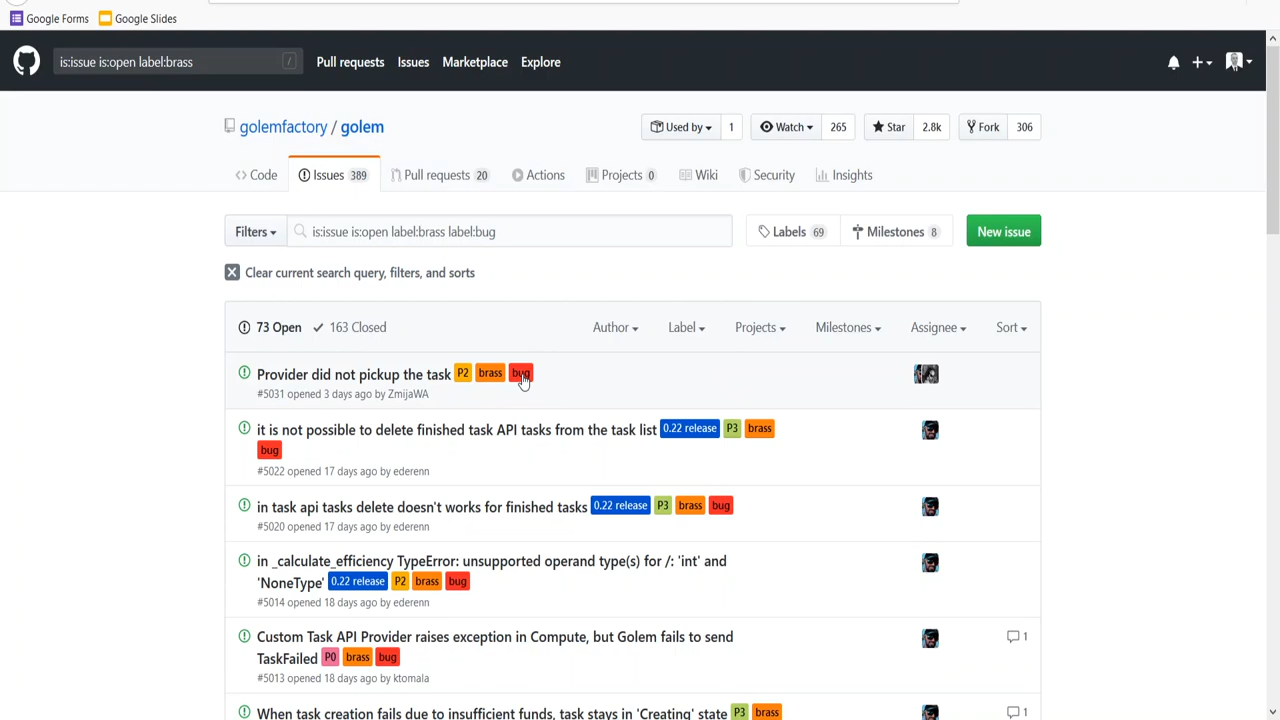 Google Forms Google Slides
is:issue is:open label:brass / Pull requests Issues Marketplace Explore
golemfactory / golem Used by 1 Watch 265 Star 2.8k Fork 306
<> Code Issues 389 Pull requests 20 Actions Projects 0 Wiki Security Insights
Filters is:issue is:open label:brass label:bug Labels 69 Milestones 8 New issue
Clear current search query, filters, and sorts
73 Open 163 Closed Author Label Projects Milestones Assignee Sort
Provider did not pickup the task P2 brass bug
#5031 opened 3 days ago by ZmijaWA
it is not possible to delete finished task API tasks from the task list 0.22 release P3 brass
bug
#5022 opened 17 days ago by ederenn
in task api tasks delete doesn't works for finished tasks 0.22 release P3 brass bug
#5020 opened 17 days ago by ederenn
in _calculate_efficiency TypeError: unsupported operand type(s) for /: 'int' and
'NoneType' 0.22 release P2 brass bug
#5014 opened 18 days ago by ederenn
Custom Task API Provider raises exception in Compute, but Golem fails to send 1
TaskFailed P0 brass bug
#5013 opened 18 days ago by ktomala
When task creation fails due to insufficient funds, task stays in 'Creating' state P3 brass 1